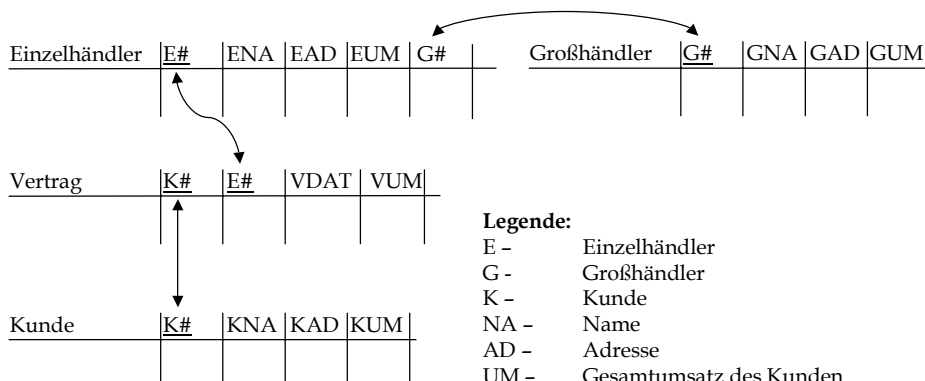 Einzelhändler E# ENA EAD EUM G#
Großhändler G# GNA GAD GUM
Vertrag K# E# VDAT VUM
Kunde K# KNA KAD KUM
Legende:
E – Einzelhändler
G - Großhändler
K – Kunde
NA – Name
AD – Adresse
UM – Gesamtumsatz des Kunden